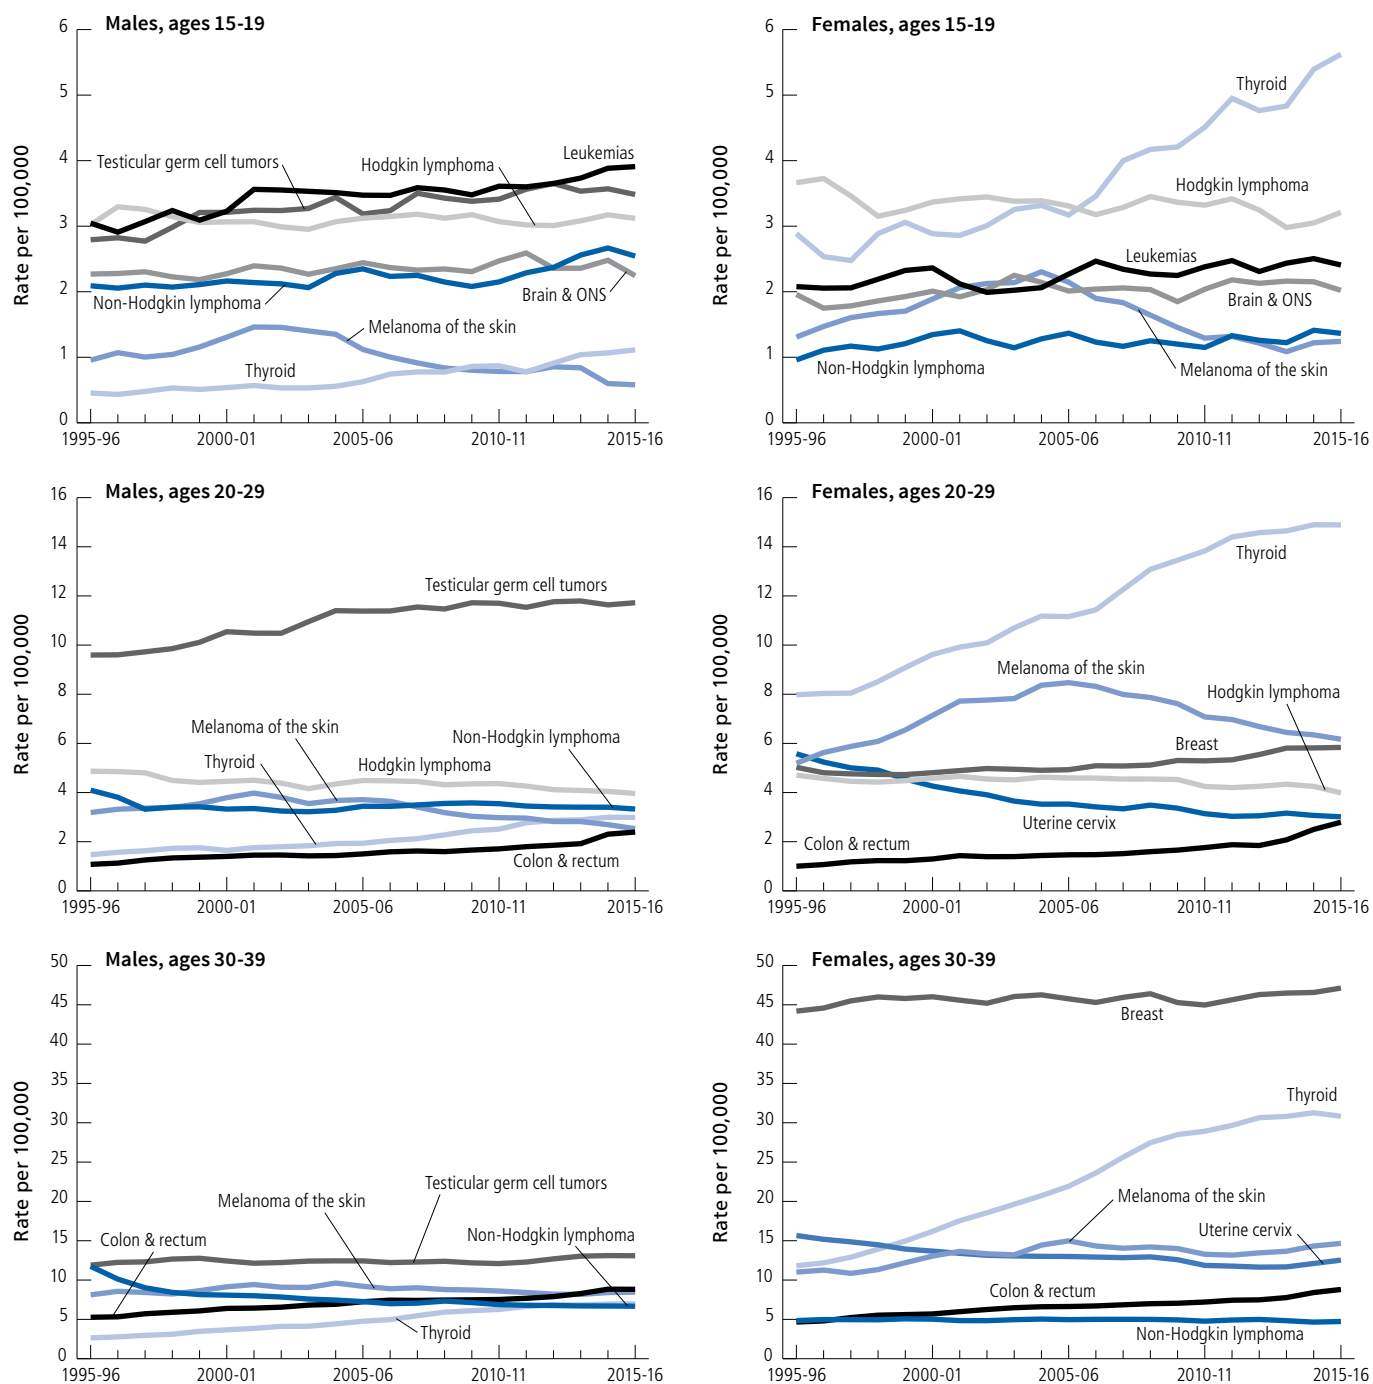 Males, ages 15-19
Rate per 100,000
6
5
4
3
2
1
0
Testicular germ cell tumors
Hodgkin lymphoma
Leukemias
Non-Hodgkin lymphoma
Brain & ONS
Melanoma of the skin
Thyroid
1995-96 2000-01 2005-06 2010-11 2015-16
Females, ages 15-19
Rate per 100,000
6
5
4
3
2
1
0
Thyroid
Hodgkin lymphoma
Leukemias
Brain & ONS
Non-Hodgkin lymphoma
Melanoma of the skin
1995-96 2000-01 2005-06 2010-11 2015-16
Males, ages 20-29
Rate per 100,000
16
14
12
10
8
6
4
2
0
Testicular germ cell tumors
Melanoma of the skin
Non-Hodgkin lymphoma
Thyroid
Hodgkin lymphoma
Colon & rectum
1995-96 2000-01 2005-06 2010-11 2015-16
Females, ages 20-29
Rate per 100,000
16
14
12
10
8
6
4
2
0
Thyroid
Melanoma of the skin
Hodgkin lymphoma
Breast
Uterine cervix
Colon & rectum
1995-96 2000-01 2005-06 2010-11 2015-16
Males, ages 30-39
Rate per 100,000
50
45
40
35
30
25
20
15
10
5
0
Testicular germ cell tumors
Melanoma of the skin
Non-Hodgkin lymphoma
Colon & rectum
Thyroid
1995-96 2000-01 2005-06 2010-11 2015-16
Females, ages 30-39
Rate per 100,000
50
45
40
35
30
25
20
15
10
5
0
Breast
Thyroid
Melanoma of the skin
Uterine cervix
Colon & rectum
Non-Hodgkin lymphoma
1995-96 2000-01 2005-06 2010-11 2015-16